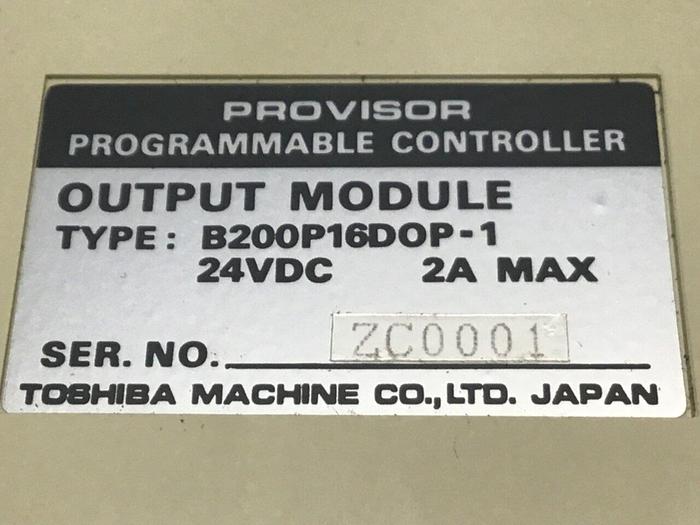 PROVISOR
PROGRAMMABLE CONTROLLER
OUTPUT MODULE
TYPE: B200P16DOP-1
24VDC 2A MAX
SER. NO. ZC0001
TOSHIBA MACHINE CO.,LTD. JAPAN